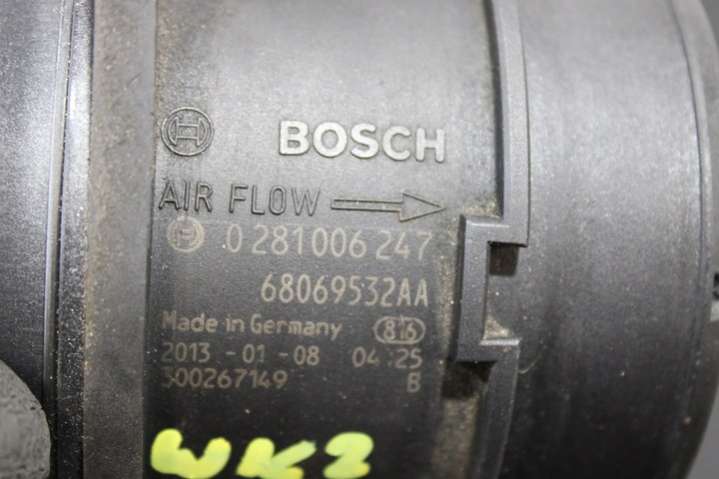 BOSCH
AIR FLOW
0 281 006 247
68069532AA
Made in Germany 816
2013 -01 -08 04:25
300267149 B
WK2